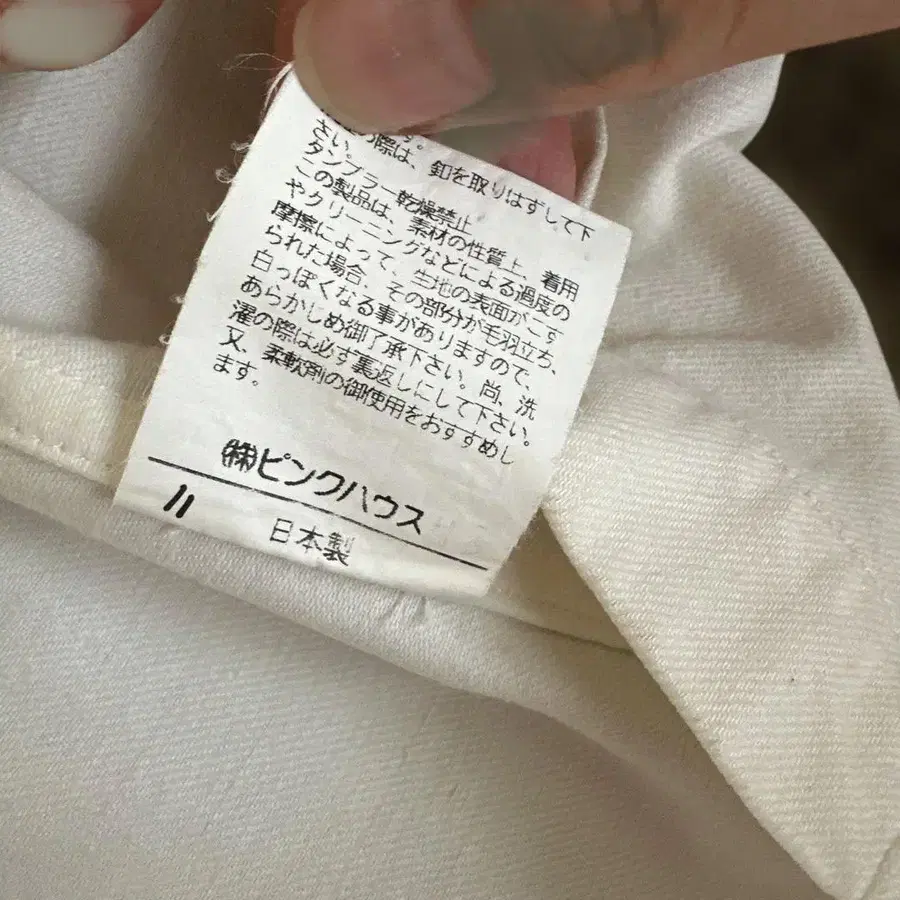 の際は、釦を取りはずして下
さい。
タンブラー乾燥禁止
この製品は、素材の性質上、着用
やクリーニングなどによる過度の
摩擦によって、生地の表面がこす
られた場合、その部分が毛羽立ち、
白っぽくなる事がありますので、
あらかじめ御了承下さい。尚、洗
濯の際は必ず裏返しにして下さい。
又、柔軟剤の御使用をおすすめし
ます。
㈱ピンクハウス
11
日本製